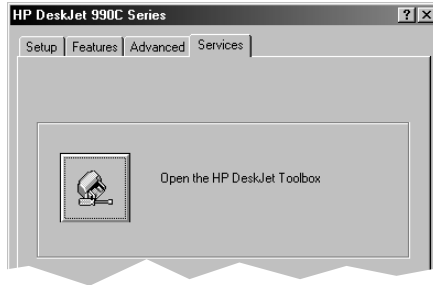 HP DeskJet 990C Series
Setup Features Advanced Services
Open the HP DeskJet Toolbox